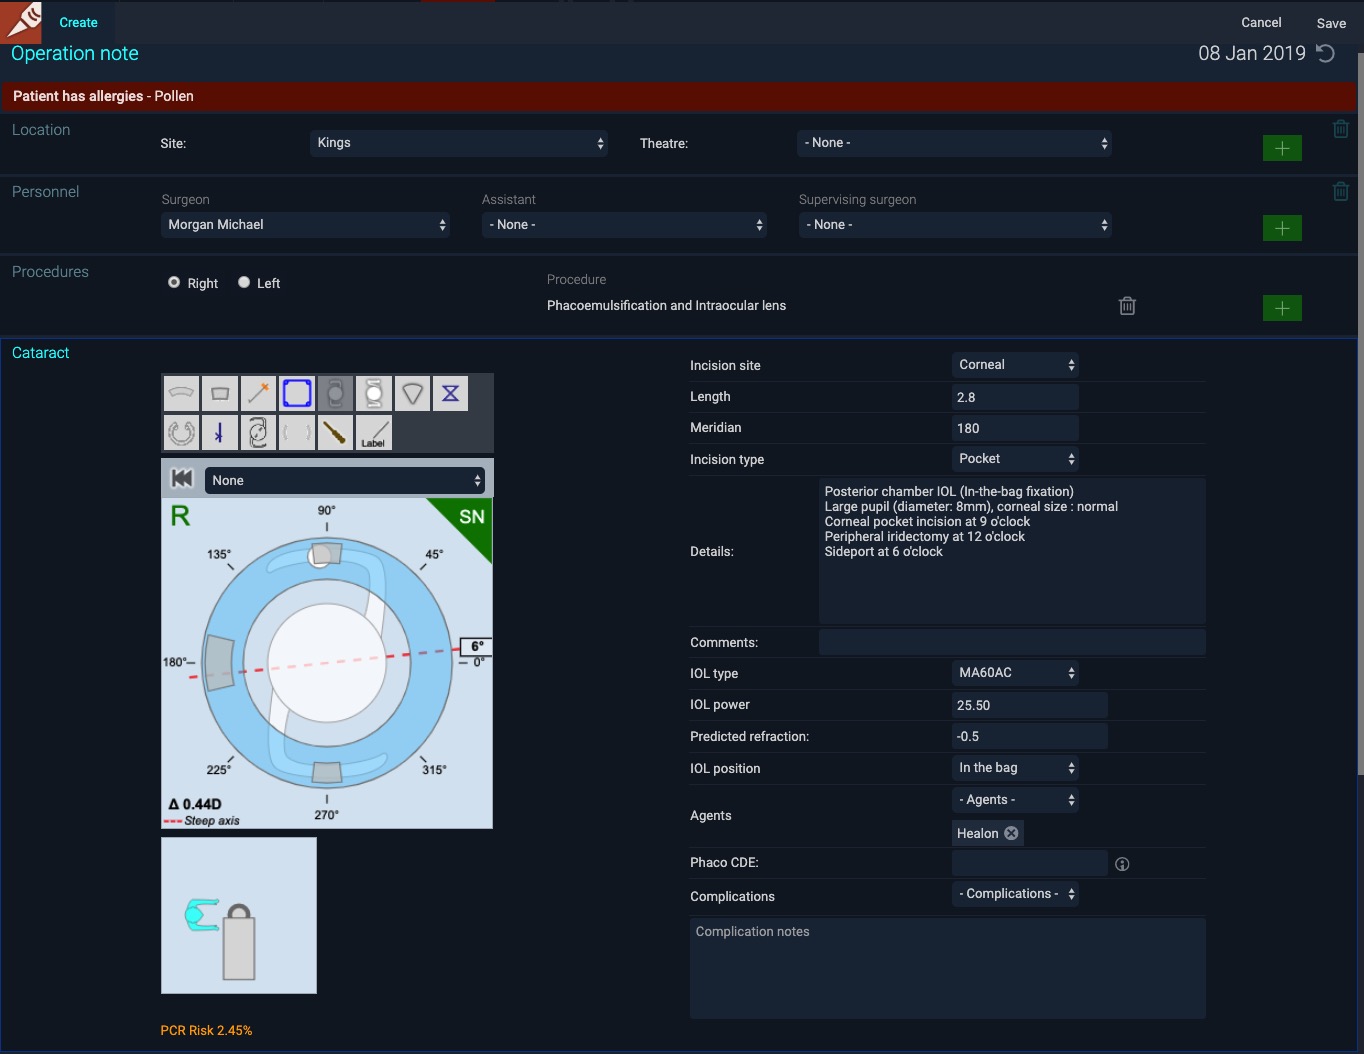 Create
Cancel
Save
Operation note
08 Jan 2019
Patient has allergies - Pollen
Location
Site:
Kings
Theatre:
- None -
Personnel
Surgeon
Assistant
Supervising surgeon
Morgan Michael
- None -
- None -
Procedures
Right
Left
Procedure
Phacoemulsification and Intraocular lens
Cataract
Label
None
R
SN
90°
135°
45°
6°
180°
0°
225°
315°
270°
Δ 0.44D
Steep axis
PCR Risk 2.45%
Incision site
Corneal
Length
2.8
Meridian
180
Incision type
Pocket
Details:
Posterior chamber IOL (In-the-bag fixation)
Large pupil (diameter: 8mm), corneal size : normal
Corneal pocket incision at 9 o'clock
Peripheral iridectomy at 12 o'clock
Sideport at 6 o'clock
Comments:
IOL type
MA60AC
IOL power
25.50
Predicted refraction:
-0.5
IOL position
In the bag
Agents
- Agents -
Healon
Phaco CDE:
Complications
- Complications -
Complication notes